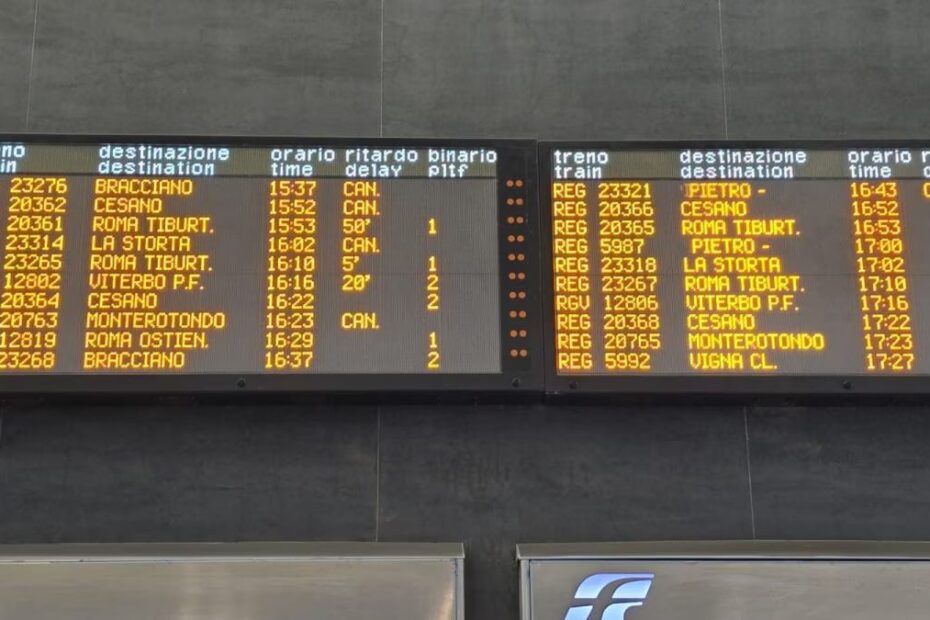 destinazione orario ritardo binario
destination time delay pltf
23276 BRACCIANO 15:37 CAN.
20362 CESANO 15:52 CAN.
20361 ROMA TIBURT. 15:53 50' 1
23314 LA STORTA 16:02 CAN.
23265 ROMA TIBURT. 16:10 5' 1
12802 VITERBO P.F. 16:16 20' 2
20364 CESANO 16:22 2
20763 MONTEROTONDO 16:23 CAN.
12819 ROMA OSTIEN. 16:29 1
23268 BRACCIANO 16:37 2
treno destinazione orario
train destination time
REG 23321 PIETRO - 16:43
REG 20366 CESANO 16:52
REG 20365 ROMA TIBURT. 16:53
REG 5987 PIETRO - 17:00
REG 23318 LA STORTA 17:02
REG 23267 ROMA TIBURT. 17:10
RGV 12806 VITERBO P.F. 17:16
REG 20368 CESANO 17:22
REG 20765 MONTEROTONDO 17:23
REG 5992 VIGNA CL. 17:27